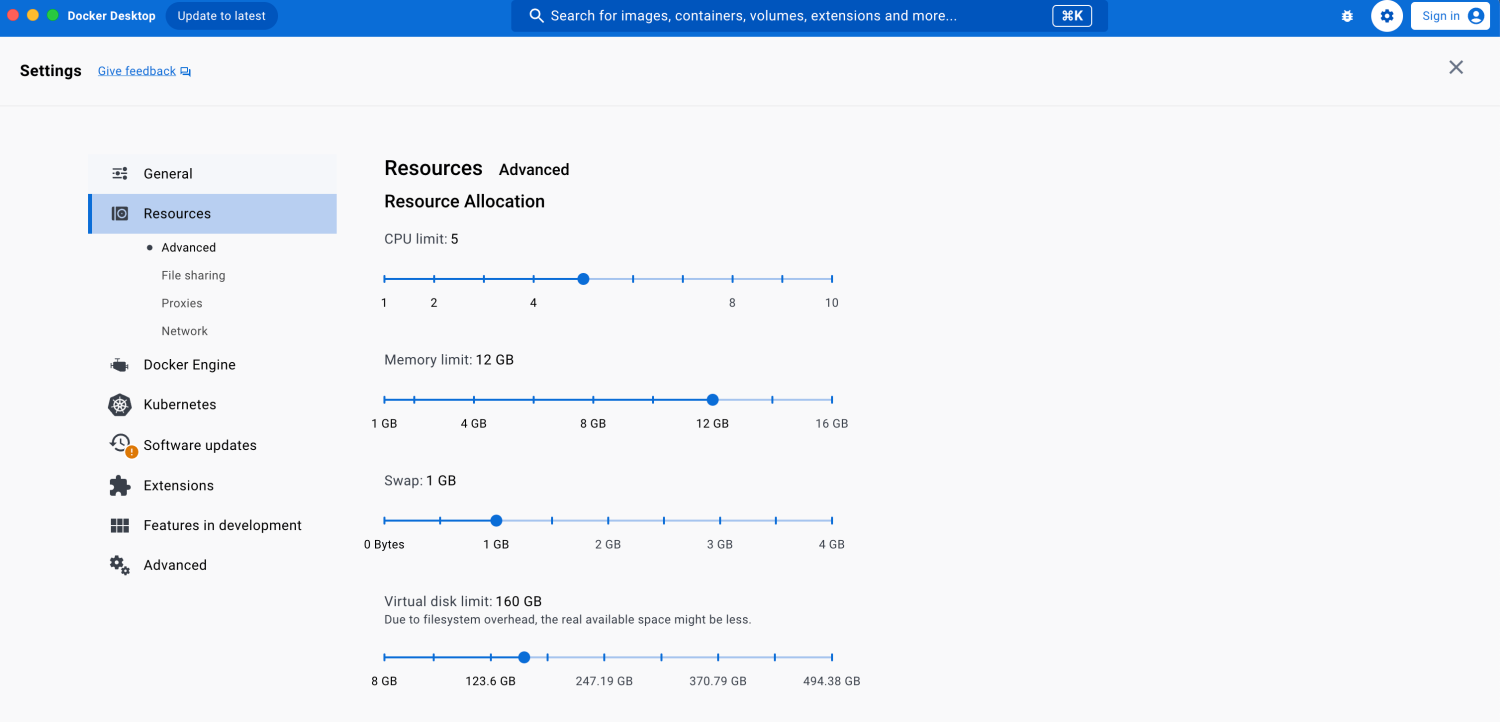 Docker Desktop Update to latest Search for images, containers, volumes, extensions and more... ⌘K Sign in
Settings Give feedback
General
Resources
Advanced
File sharing
Proxies
Network
Docker Engine
Kubernetes
Software updates
Extensions
Features in development
Advanced
Resources Advanced
Resource Allocation
CPU limit: 5
1 2 4 8 10
Memory limit: 12 GB
1 GB 4 GB 8 GB 12 GB 16 GB
Swap: 1 GB
0 Bytes 1 GB 2 GB 3 GB 4 GB
Virtual disk limit: 160 GB
Due to filesystem overhead, the real available space might be less.
8 GB 123.6 GB 247.19 GB 370.79 GB 494.38 GB